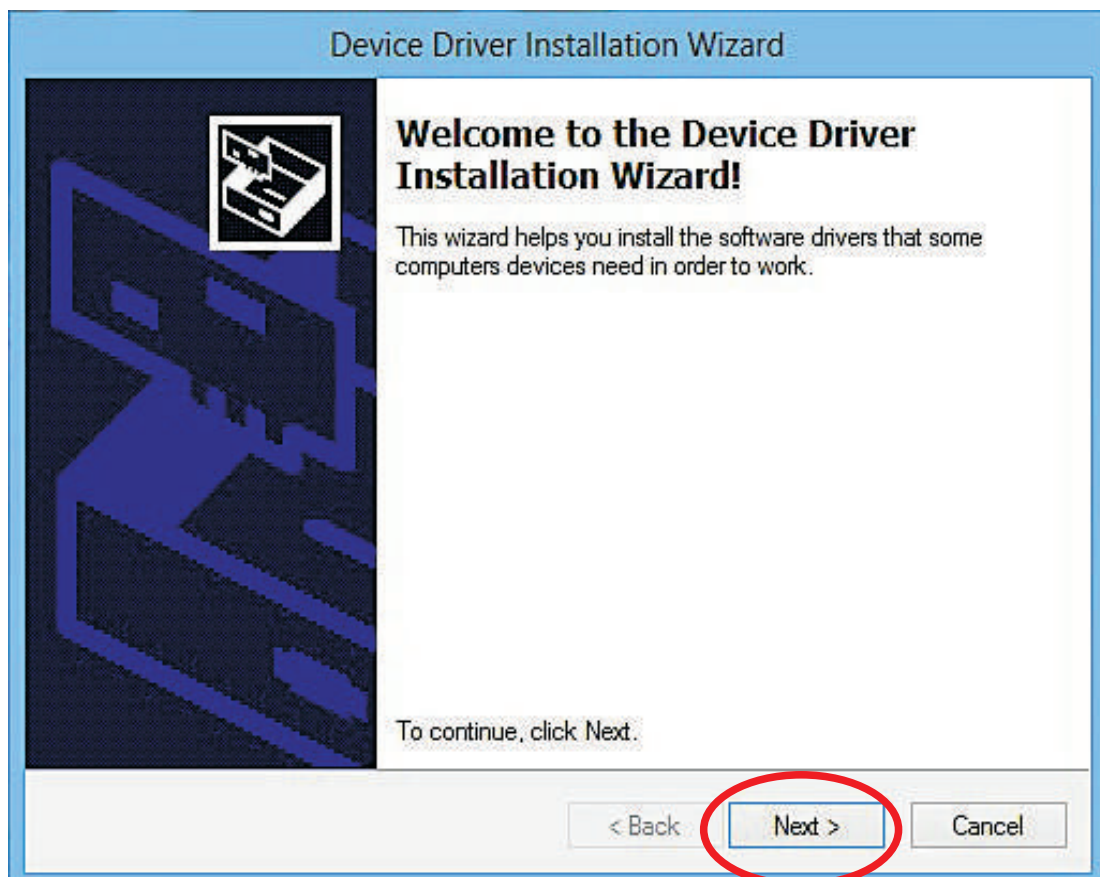 Device Driver Installation Wizard
Welcome to the Device Driver
Installation Wizard!
This wizard helps you install the software drivers that some
computers devices need in order to work.
To continue, click Next.
< Back
Next >
Cancel